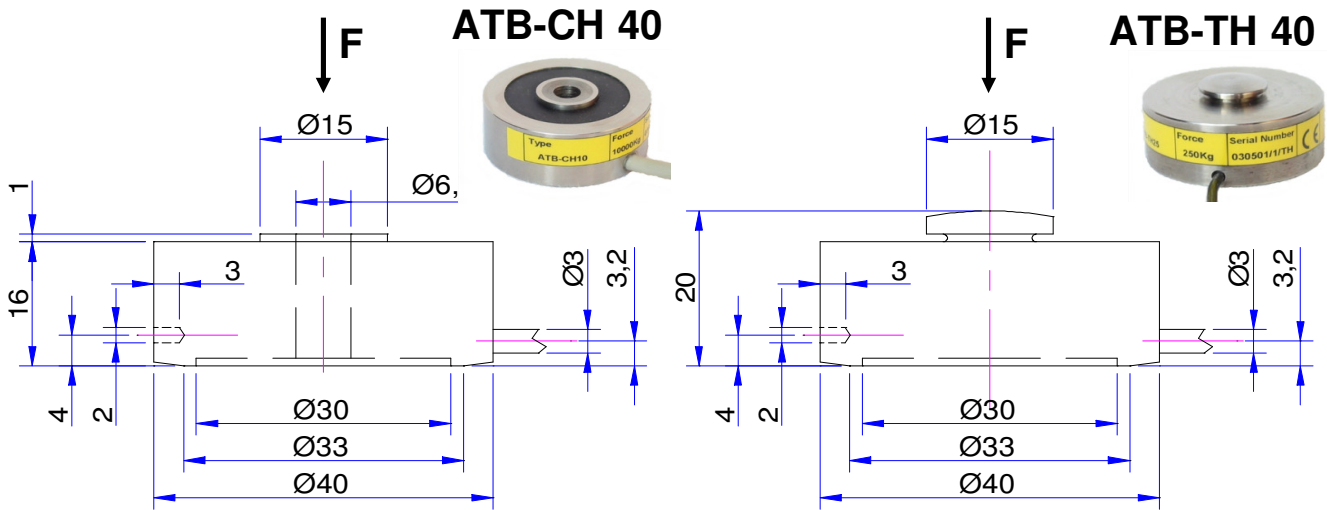 ATB-CH 40
F
Type
Force
ATB-CH10
10000Kg
Ø15
1
Ø6,
16
3
Ø3
3,2
4
2
Ø30
Ø33
Ø40
ATB-TH 40
F
Force
Serial Number
250Kg
030501/1/TH
CE
Ø15
20
3
Ø3
3,2
4
2
Ø30
Ø33
Ø40